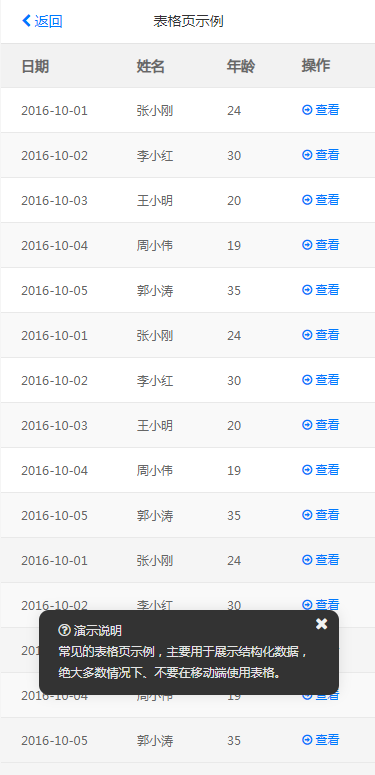 返回 表格页示例
日期 姓名 年龄 操作
2016-10-01 张小刚 24 查看
2016-10-02 李小红 30 查看
2016-10-03 王小明 20 查看
2016-10-04 周小伟 19 查看
2016-10-05 郭小涛 35 查看
2016-10-01 张小刚 24 查看
2016-10-02 李小红 30 查看
2016-10-03 王小明 20 查看
2016-10-04 周小伟 19 查看
2016-10-05 郭小涛 35 查看
2016-10-01 张小刚 24 查看
2016-10-02 李小红 30 查看
演示说明
常见的表格页示例，主要用于展示结构化数据，
绝大多数情况下、不要在移动端使用表格。
2016-10-04 周小伟 19 查看
2016-10-05 郭小涛 35 查看